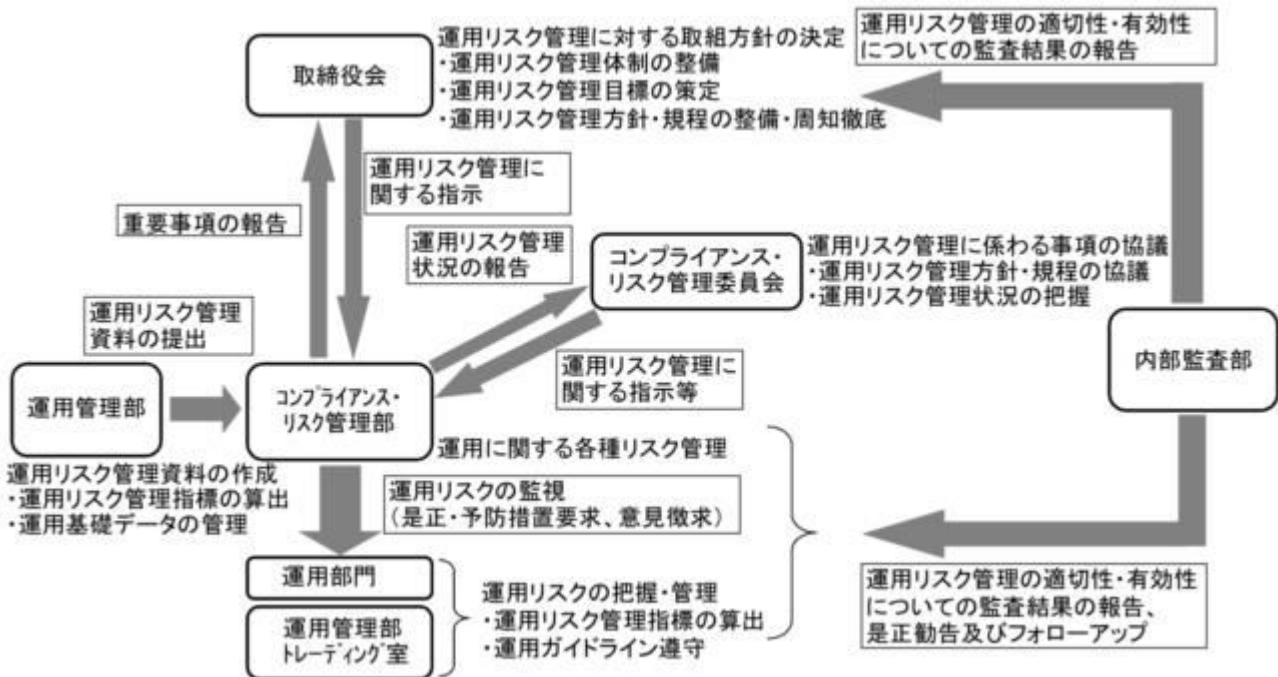 取締役会
運用リスク管理に対する取組方針の決定
・運用リスク管理体制の整備
・運用リスク管理目標の策定
・運用リスク管理方針・規程の整備・周知徹底
運用リスク管理の適切性・有効性
についての監査結果の報告
運用リスク管理に
関する指示
重要事項の報告
運用リスク管理
状況の報告
コンプライアンス・
リスク管理委員会
運用リスク管理に係わる事項の協議
・運用リスク管理方針・規程の協議
・運用リスク管理状況の把握
運用リスク管理
資料の提出
運用リスク管理に
関する指示等
内部監査部
運用管理部
コンプライアンス・
リスク管理部
運用に関する各種リスク管理
運用リスク管理資料の作成
・運用リスク管理指標の算出
・運用基礎データの管理
運用リスクの監視
(是正・予防措置要求、意見徴求)
運用部門
運用管理部
トレーディング室
運用リスクの把握・管理
・運用リスク管理指標の算出
・運用ガイドライン遵守
運用リスク管理の適切性・有効性
についての監査結果の報告、
是正勧告及びフォローアップ